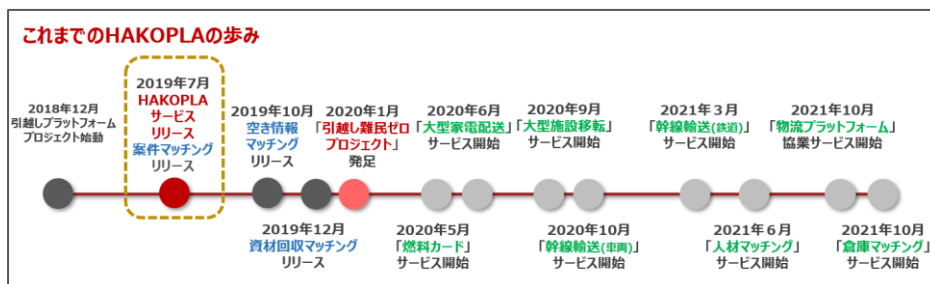 これまでのHAKOPLAの歩み
2018年12月
引越しプラットフォーム
プロジェクト始動
2019年7月
HAKOPLA
サービス
リリース
案件マッチング
リリース
2019年10月
空き情報
マッチング
リリース
2019年12月
資材回収マッチング
リリース
2020年1月
「引越し難民ゼロ
プロジェクト」
発足
2020年5月
「燃料カード」
サービス開始
2020年6月
「大型家電配送」
サービス開始
2020年9月
「大型施設移転」
サービス開始
2020年10月
「幹線輸送(車両)」
サービス開始
2021年3月
「幹線輸送(鉄道)」
サービス開始
2021年6月
「人材マッチング」
サービス開始
2021年10月
「物流プラットフォーム」
協業サービス開始
2021年10月
「倉庫マッチング」
サービス開始